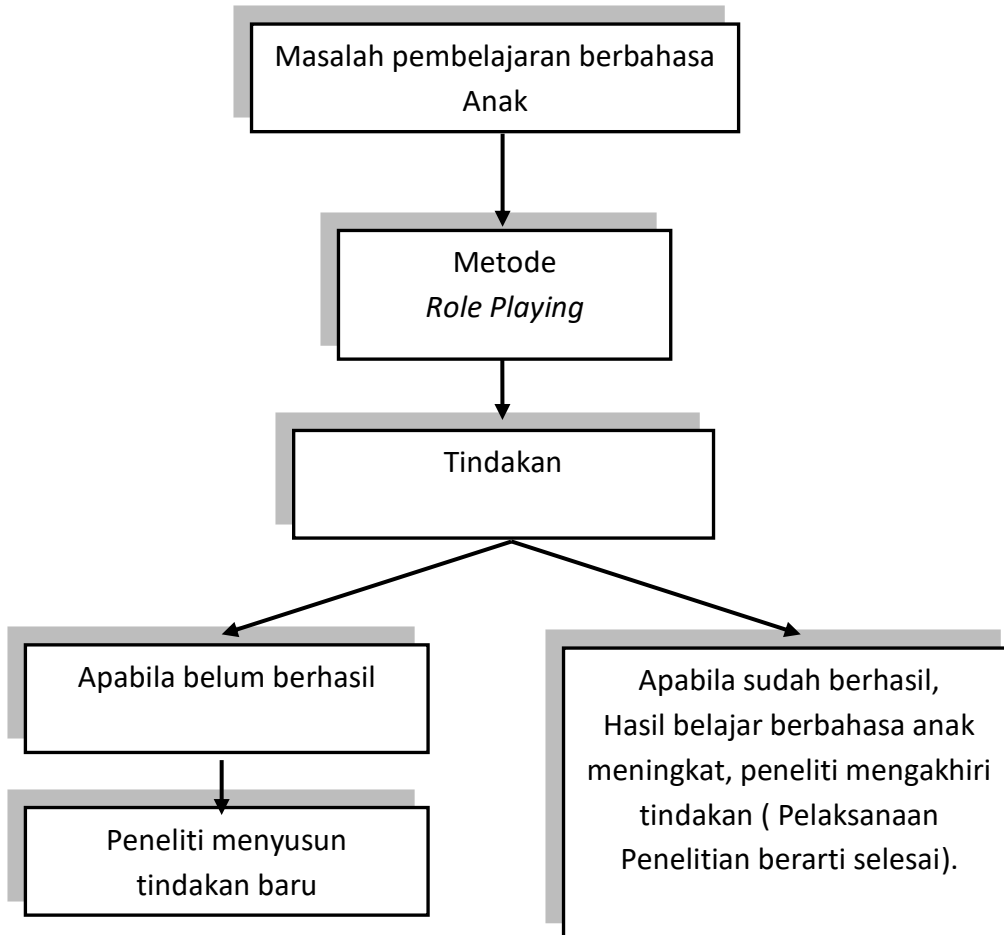 Masalah pembelajaran berbahasa
Anak
Metode
Role Playing
Tindakan
Apabila belum berhasil
Peneliti menyusun
tindakan baru
Apabila sudah berhasil,
Hasil belajar berbahasa anak
meningkat, peneliti mengakhiri
tindakan ( Pelaksanaan
Penelitian berarti selesai).